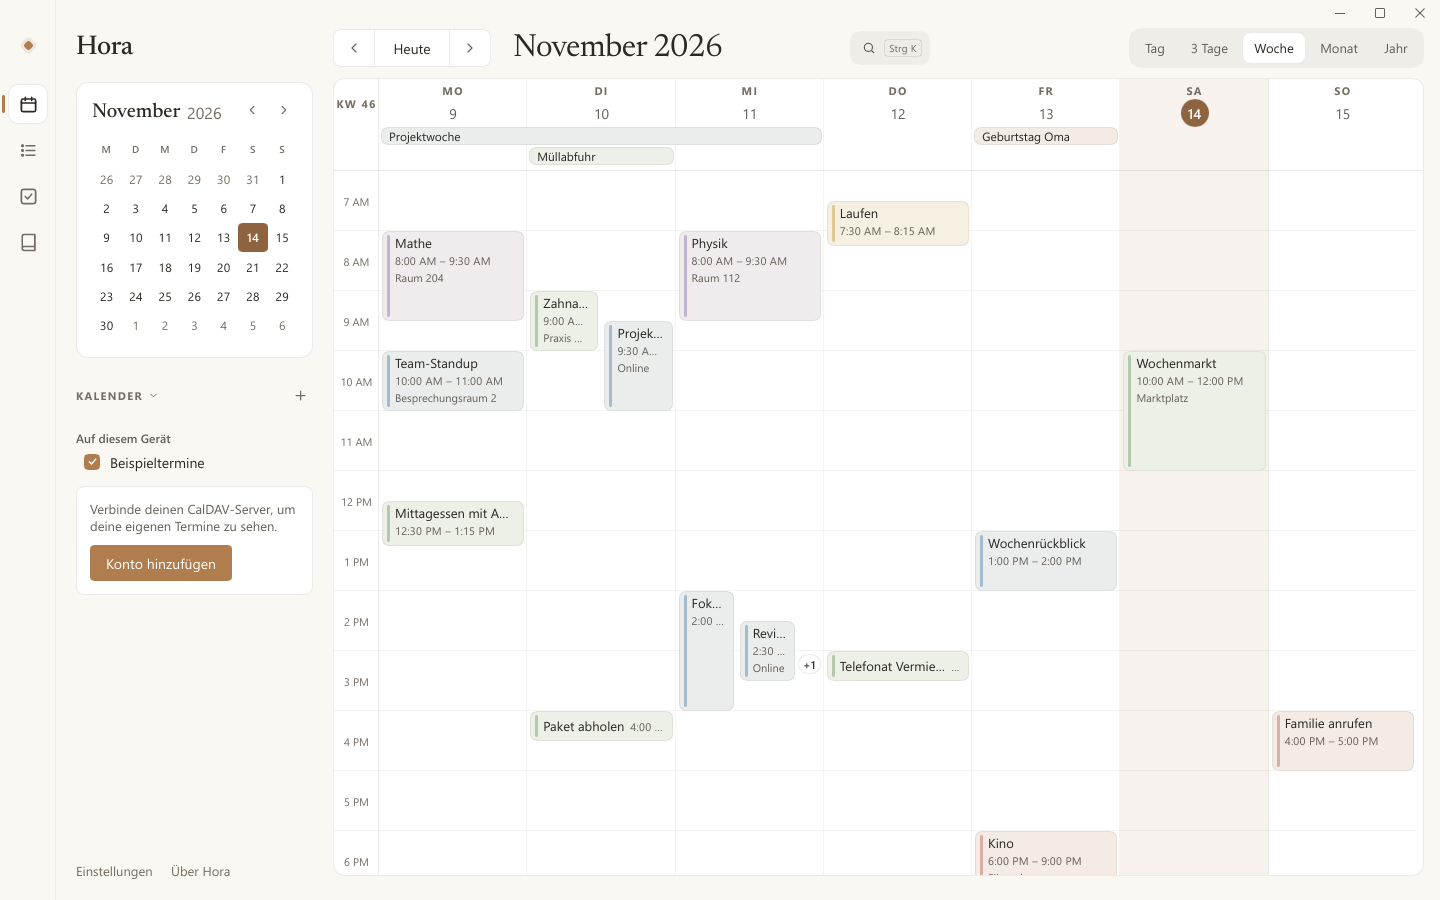 Hora
Heute
November 2026
Strg K
Tag
3 Tage
Woche
Monat
Jahr
November 2026
M D M D F S S
26 27 28 29 30 31 1
2 3 4 5 6 7 8
9 10 11 12 13 14 15
16 17 18 19 20 21 22
23 24 25 26 27 28 29
30 1 2 3 4 5 6
KALENDER
Auf diesem Gerät
Beispieltermine
Verbinde deinen CalDAV-Server, um
deine eigenen Termine zu sehen.
Konto hinzufügen
Einstellungen
Über Hora
KW 46
MO
9
DI
10
MI
11
DO
12
FR
13
SA
14
SO
15
Projektwoche
Geburtstag Oma
Müllabfuhr
7 AM
8 AM
9 AM
10 AM
11 AM
12 PM
1 PM
2 PM
3 PM
4 PM
5 PM
6 PM
Mathe
8:00 AM – 9:30 AM
Raum 204
Team-Standup
10:00 AM – 11:00 AM
Besprechungsraum 2
Mittagessen mit A...
12:30 PM – 1:15 PM
Zahna...
9:00 A...
Praxis ...
Projek...
9:30 A...
Online
Paket abholen 4:00 ...
Physik
8:00 AM – 9:30 AM
Raum 112
Fok...
2:00 ...
Revi...
2:30 ...
Online
+1
Laufen
7:30 AM – 8:15 AM
Telefonat Vermie... ...
Wochenrückblick
1:00 PM – 2:00 PM
Kino
6:00 PM – 9:00 PM
Wochenmarkt
10:00 AM – 12:00 PM
Marktplatz
Familie anrufen
4:00 PM – 5:00 PM